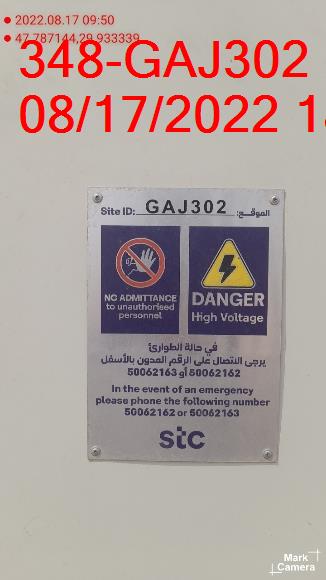 2022.08.17 09:50
47.787144,29.933339
348-GAJ302
08/17/2022 1
Site ID: GAJ302 الموقع:
NO ADMITTANCE
to unauthorised
personnel
DANGER
High Voltage
في حالة الطوارئ
يرجى الاتصال على الرقم المدون بالأسفل
50062162 أو 50062163
In the event of an emergency
please phone the following number
50062162 or 50062163
stc
Mark
Camera